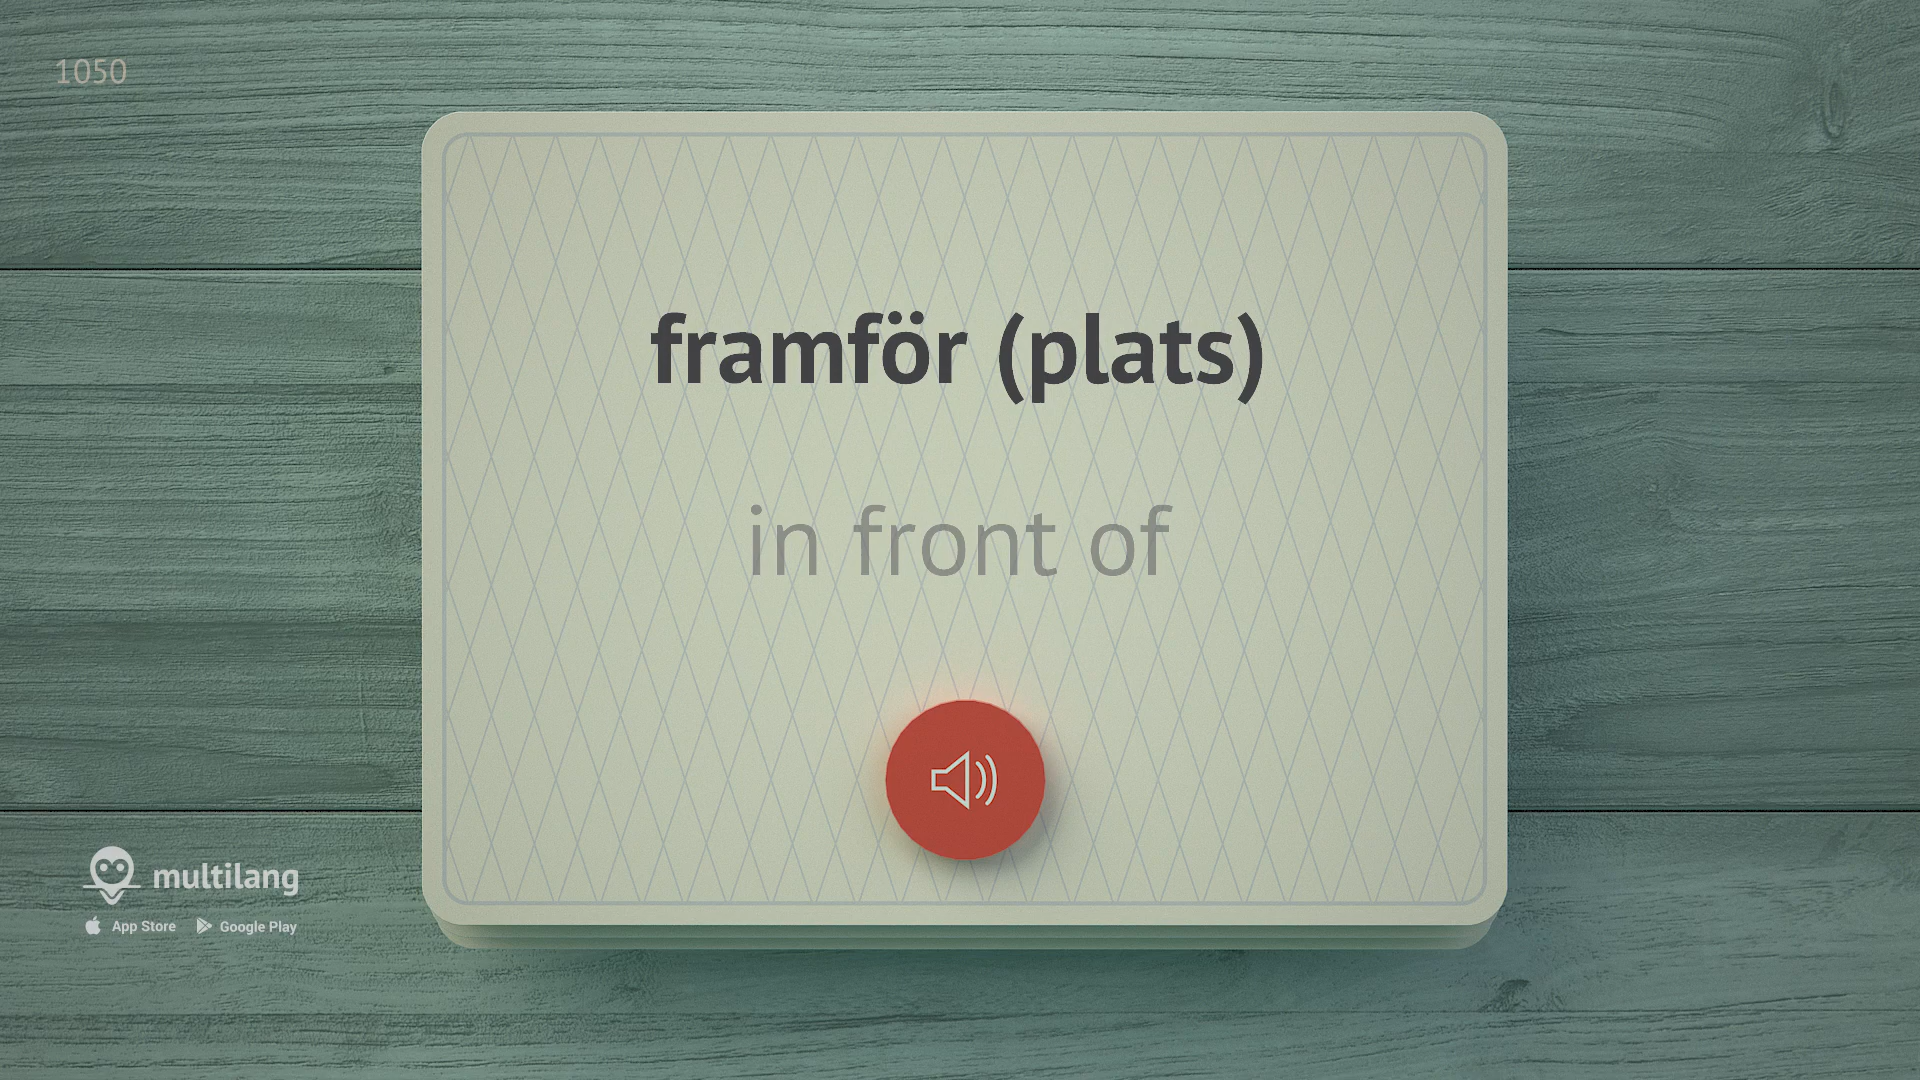 1050
framför (plats)
in front of
multilang
App Store Google Play